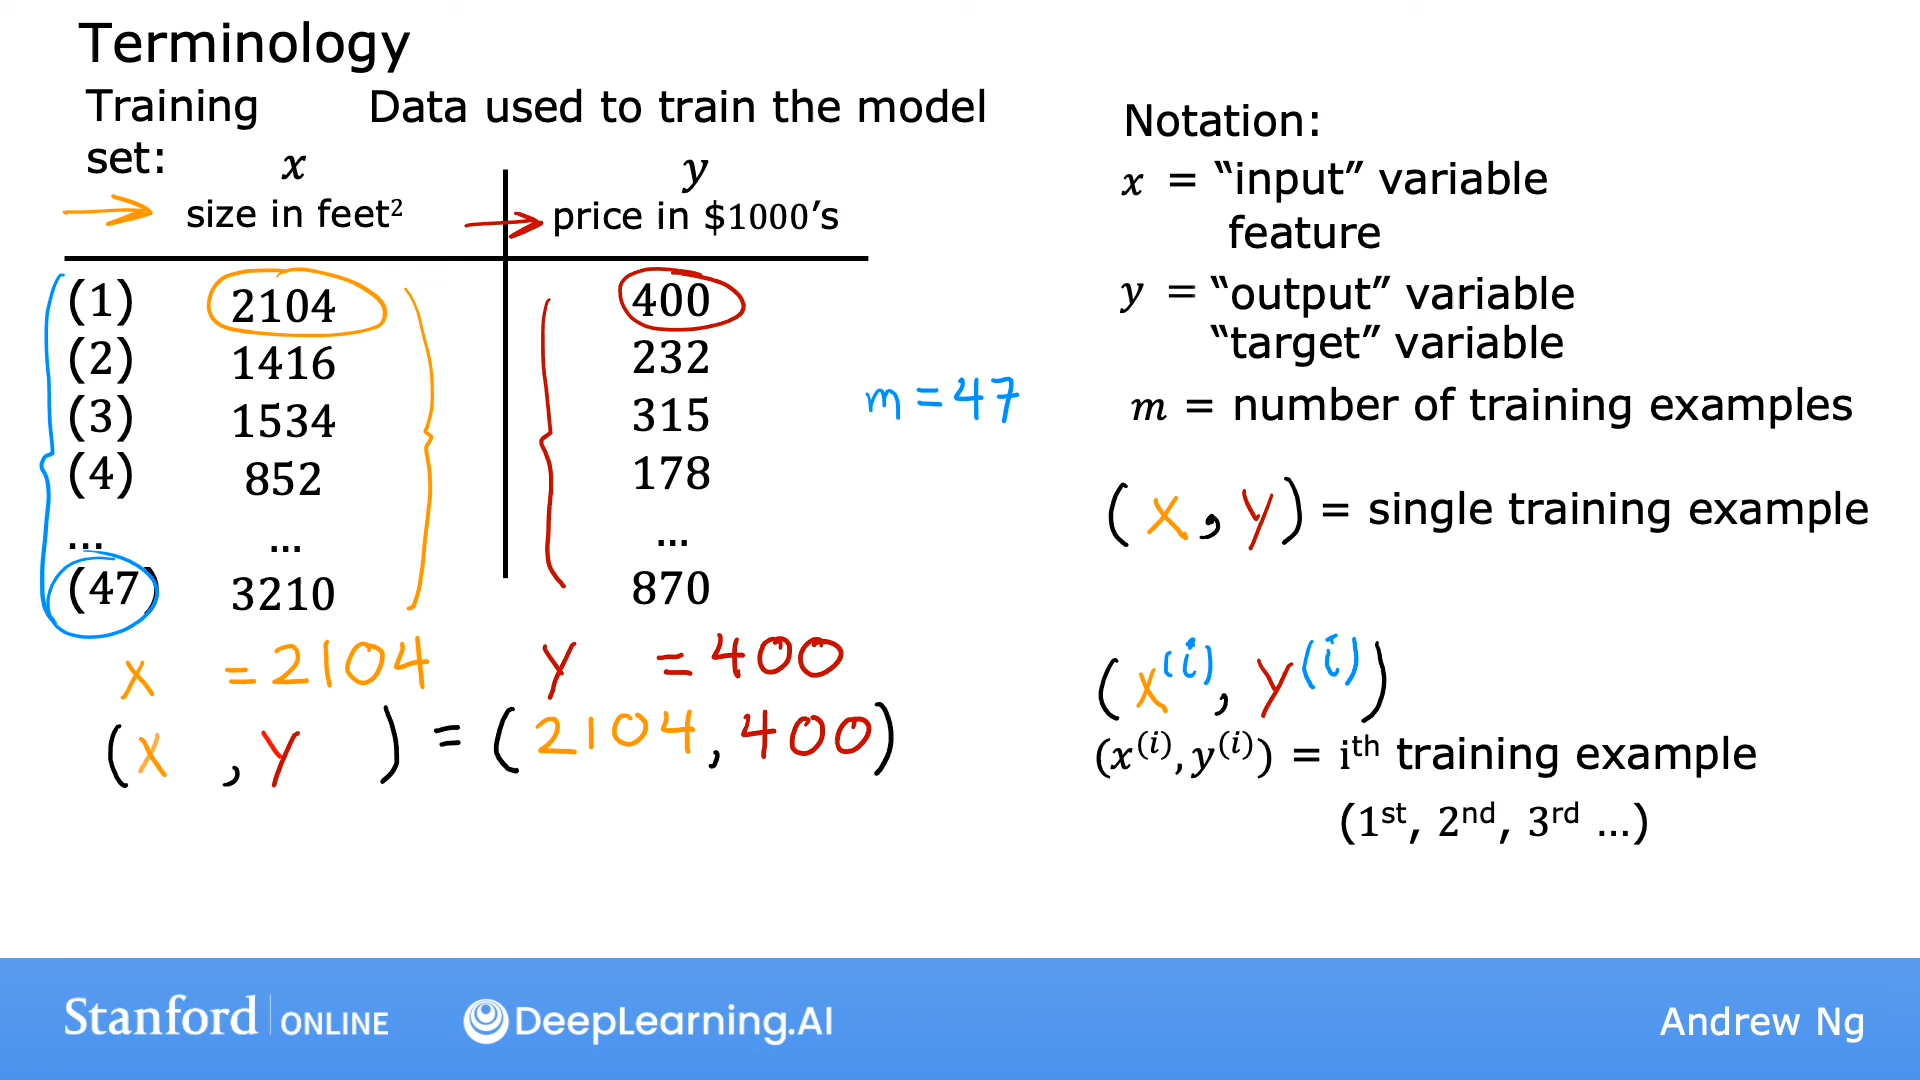 Terminology
Training set:
Data used to train the model
x y
size in feet² price in $1000’s
(1) 2104 400
(2) 1416 232
(3) 1534 315
(4) 852 178
... ... ...
(47) 3210 870
m = 47
x = 2104 y = 400
(x, y) = (2104, 400)
Notation:
x = “input” variable
feature
y = “output” variable
“target” variable
m = number of training examples
(x, y) = single training example
(x⁽ⁱ⁾, y⁽ⁱ⁾)
(x⁽ⁱ⁾, y⁽ⁱ⁾) = iᵗʰ training example
(1ˢᵗ, 2ⁿᵈ, 3ʳᵈ ...)
Stanford ONLINE DeepLearning.AI Andrew Ng